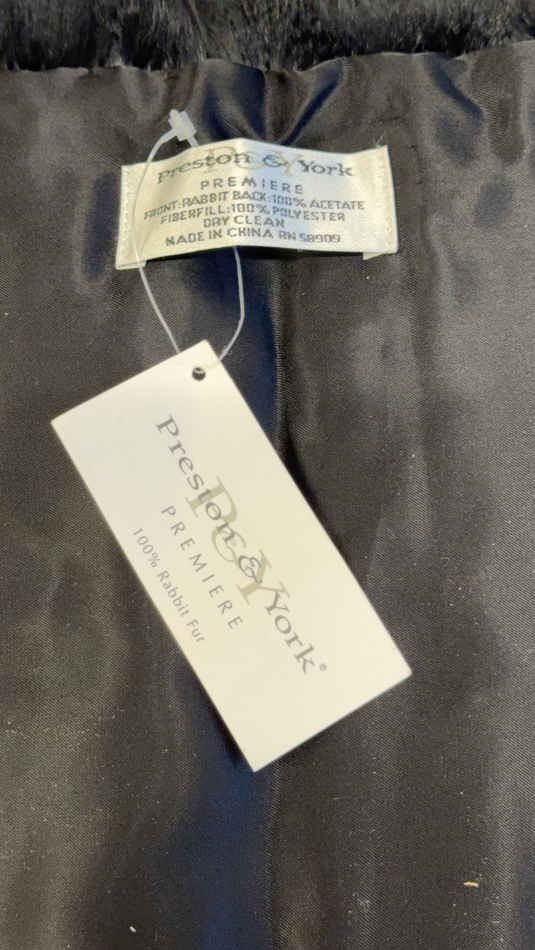 Preston & York
PREMIERE
FRONT:RABBIT BACK:100% ACETATE
FIBERFILL:100% POLYESTER
DRY CLEAN
MADE IN CHINA RN 58909
P&Y
Preston & York®
PREMIERE
100% Rabbit Fur